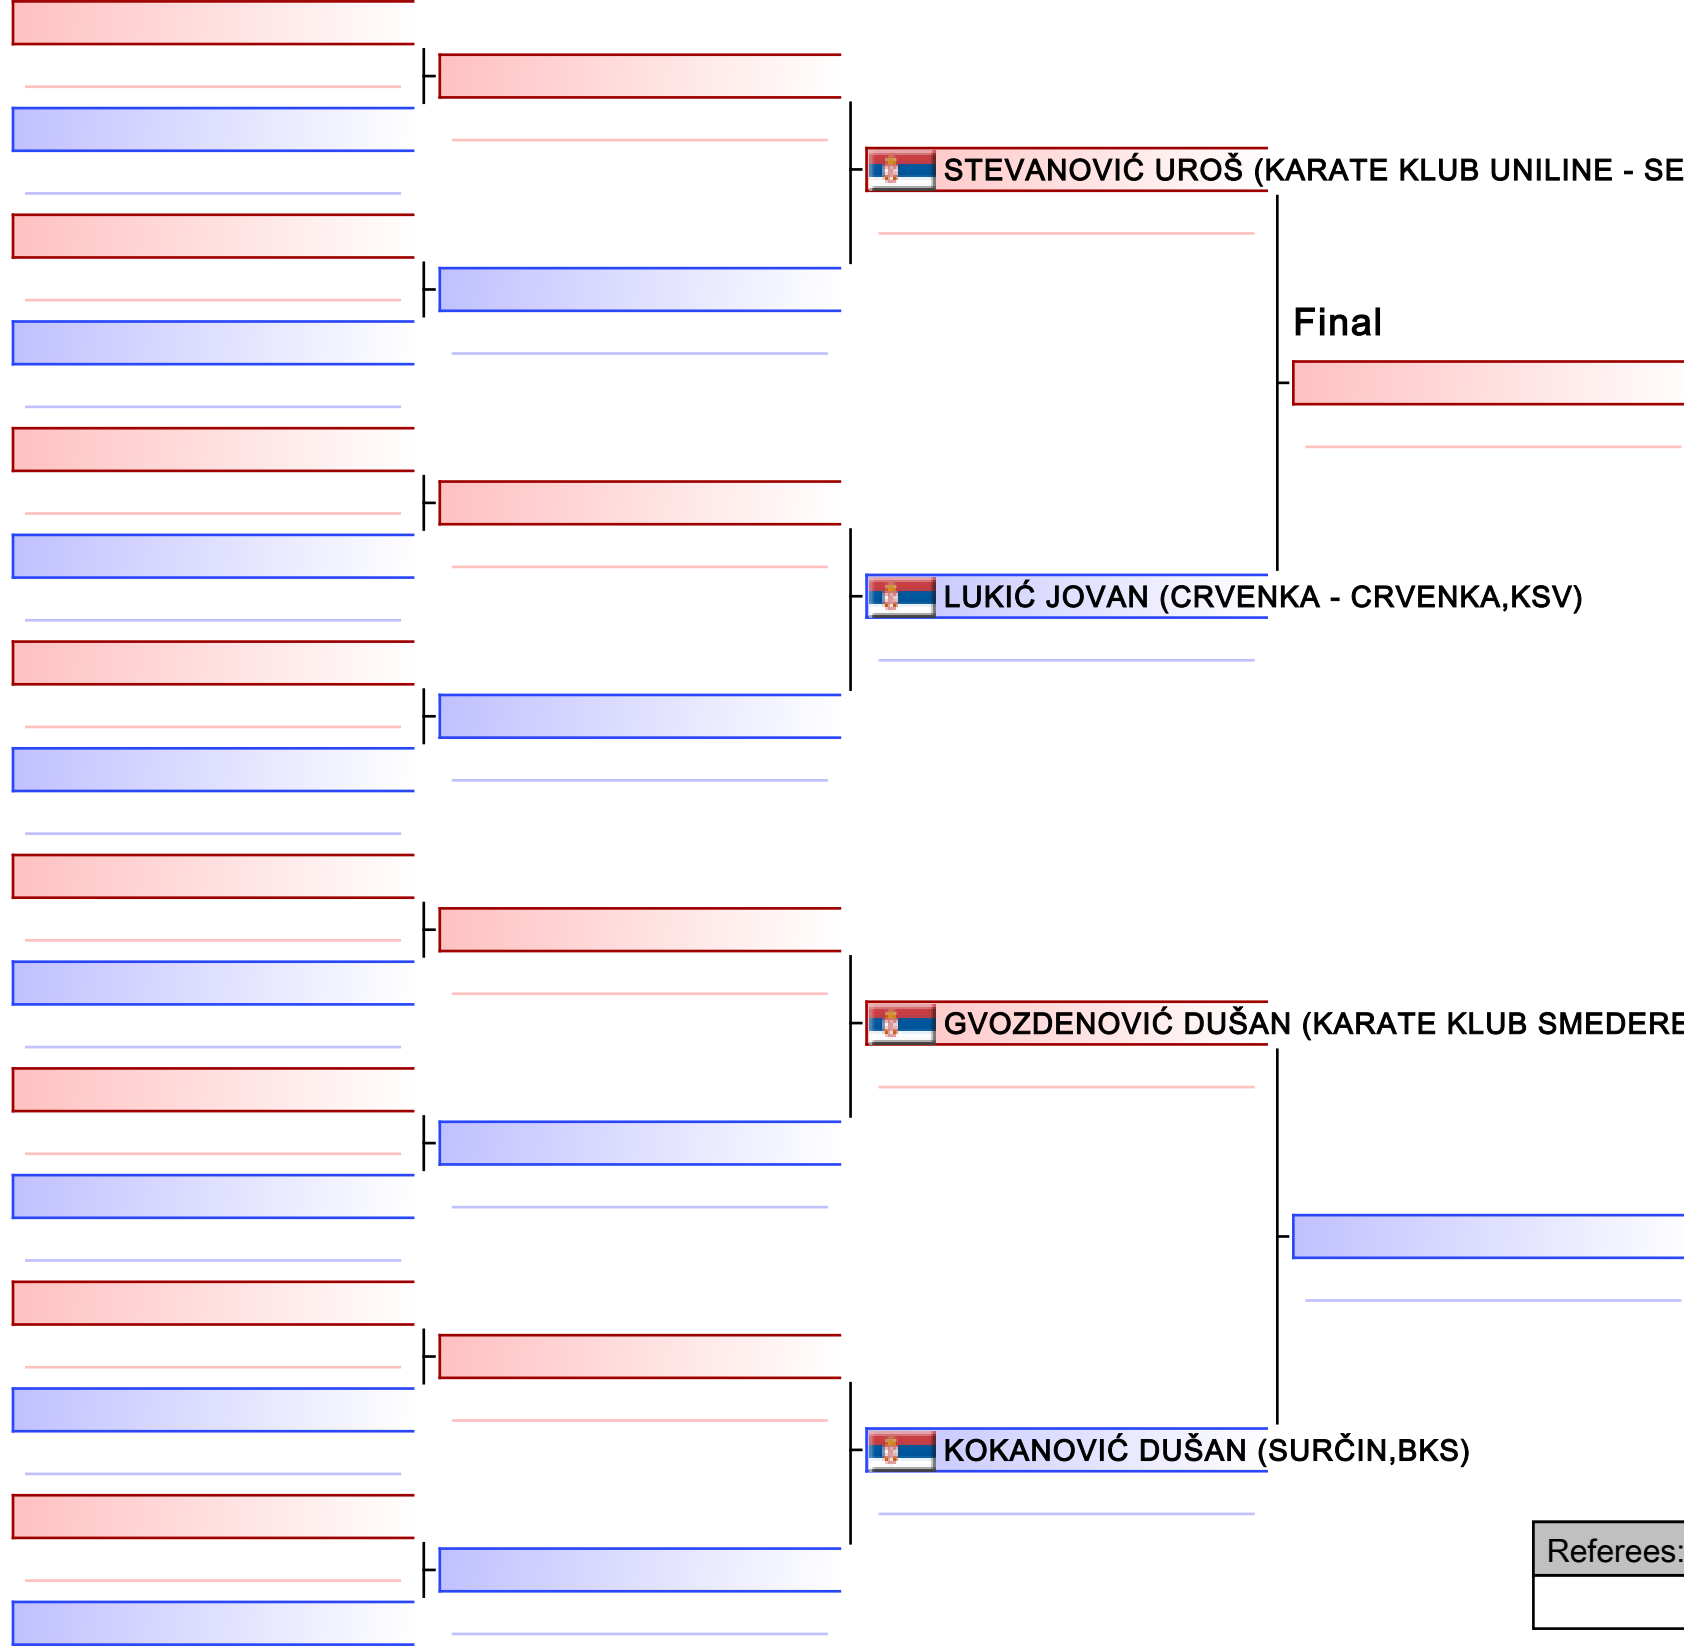 STEVANOVIĆ UROŠ (KARATE KLUB UNILINE - SE
Final
LUKIĆ JOVAN (CRVENKA - CRVENKA,KSV)
GVOZDENOVIĆ DUŠAN (KARATE KLUB SMEDERE
KOKANOVIĆ DUŠAN (SURČIN,BKS)
Referees: